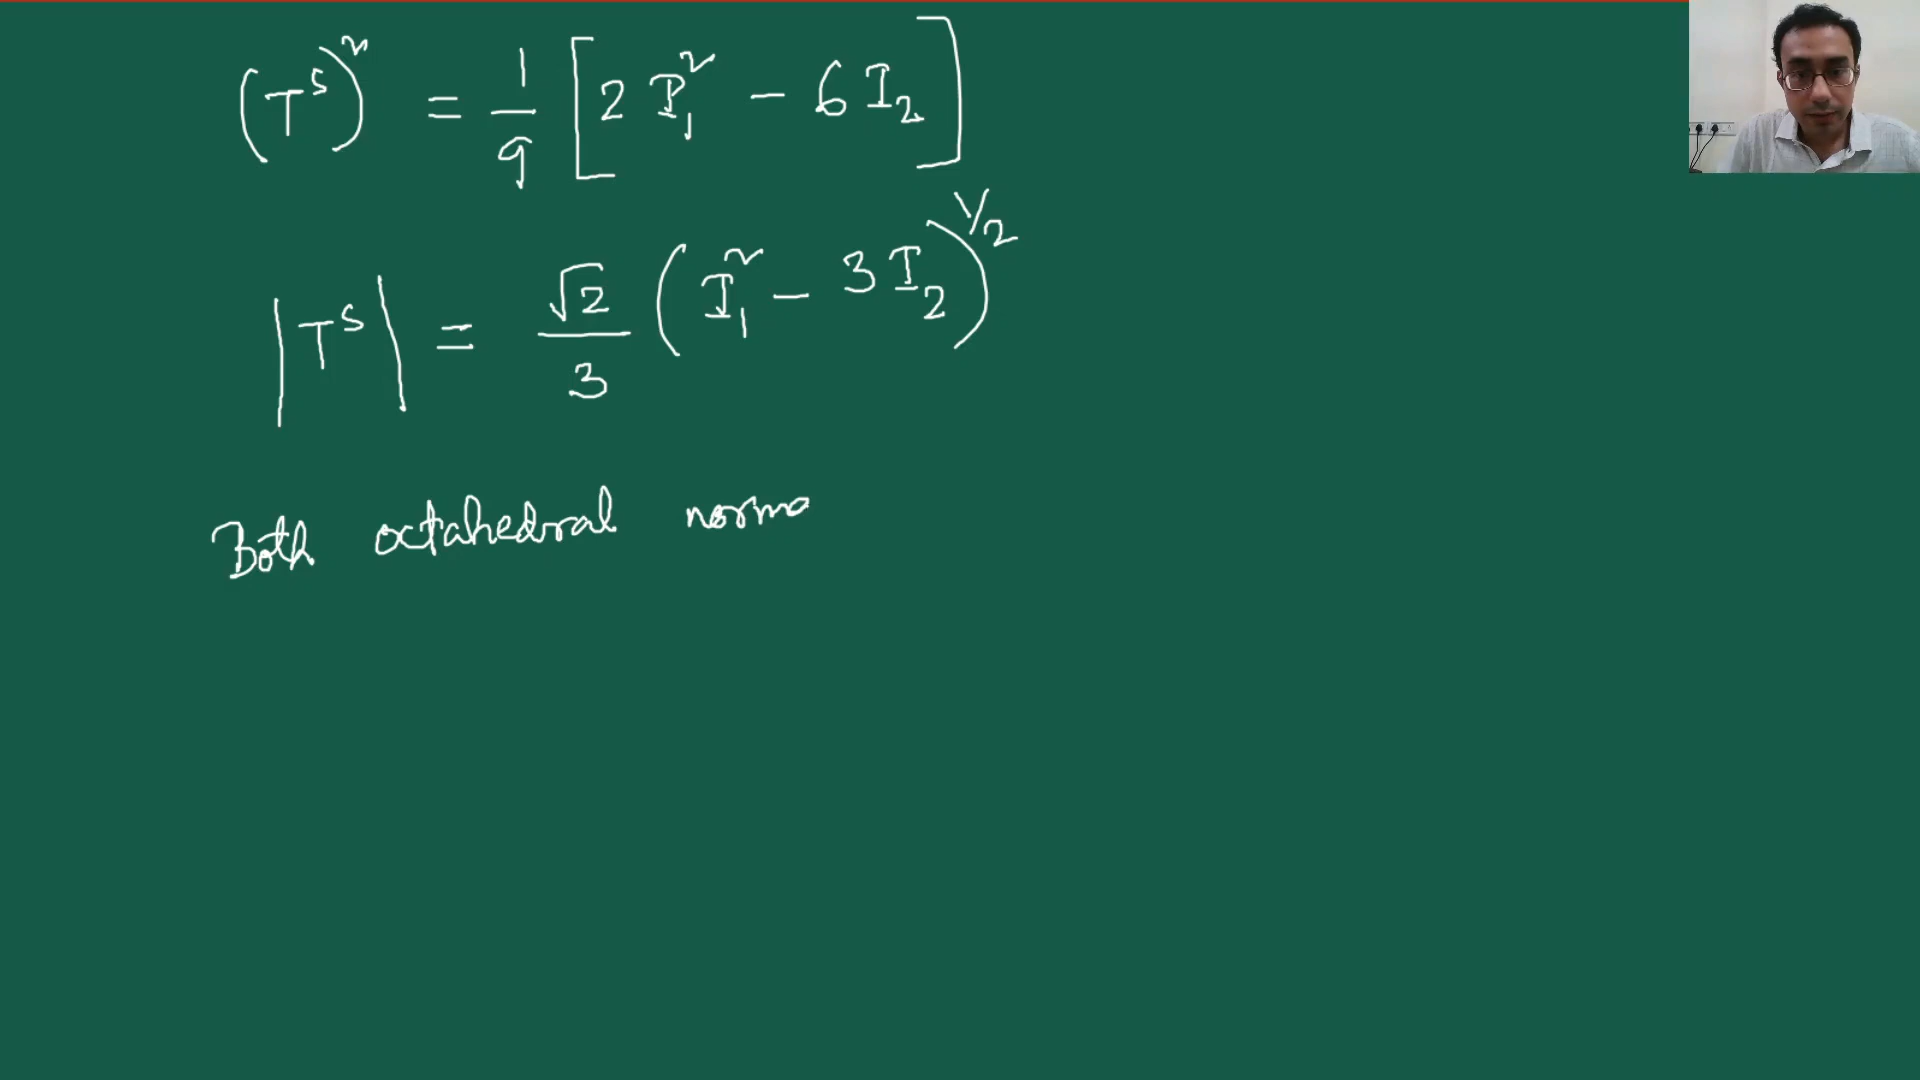 (T^S)^2 = 1/9 [2 I_1^2 - 6 I_2]
|T^S| = √2/3 (I_1^2 - 3 I_2)^1/2
Both octahedral norma